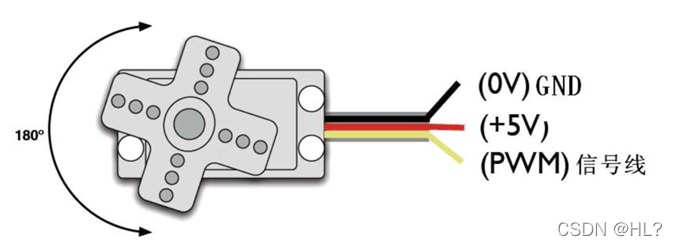 (0V) GND
180°
(+5V)
(PWM) 信号线
CSDN @HL?